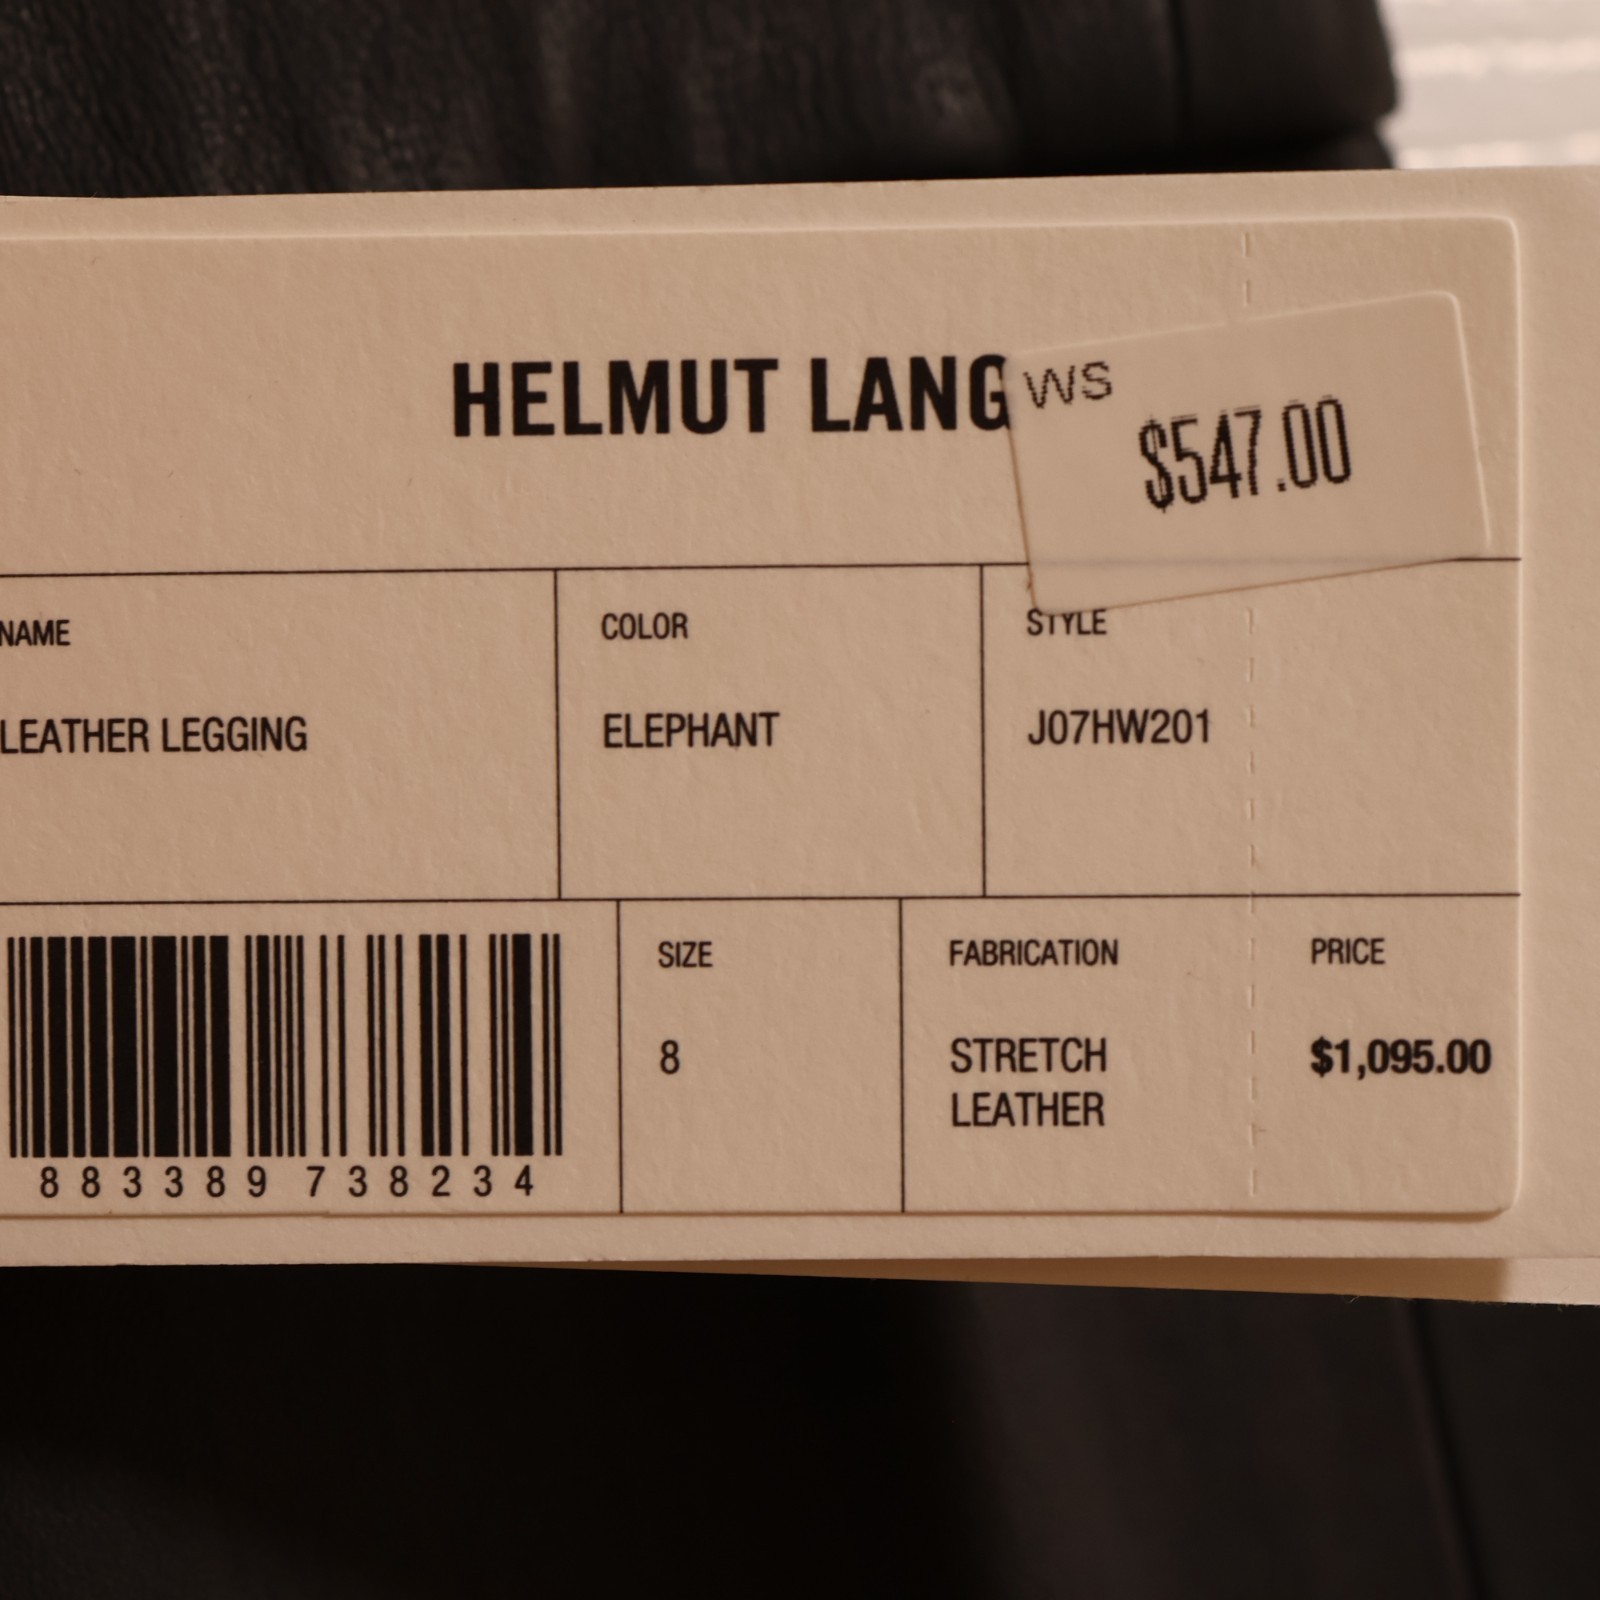 HELMUT LANG
WS
$547.00
NAME
LEATHER LEGGING
COLOR
ELEPHANT
STYLE
J07HW201
883389 738234
SIZE
8
FABRICATION
STRETCH
LEATHER
PRICE
$1,095.00